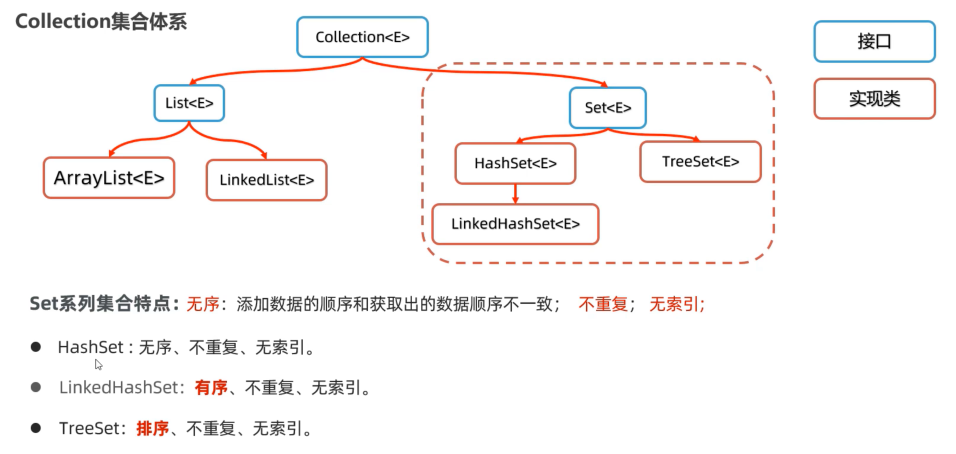 Collection集合体系
Collection<E>
接口
List<E>
Set<E>
实现类
ArrayList<E>
LinkedList<E>
HashSet<E>
TreeSet<E>
LinkedHashSet<E>
Set系列集合特点：无序：添加数据的顺序和获取出的数据顺序不一致； 不重复； 无索引;
● HashSet : 无序、不重复、无索引。
● LinkedHashSet：有序、不重复、无索引。
● TreeSet：排序、不重复、无索引。